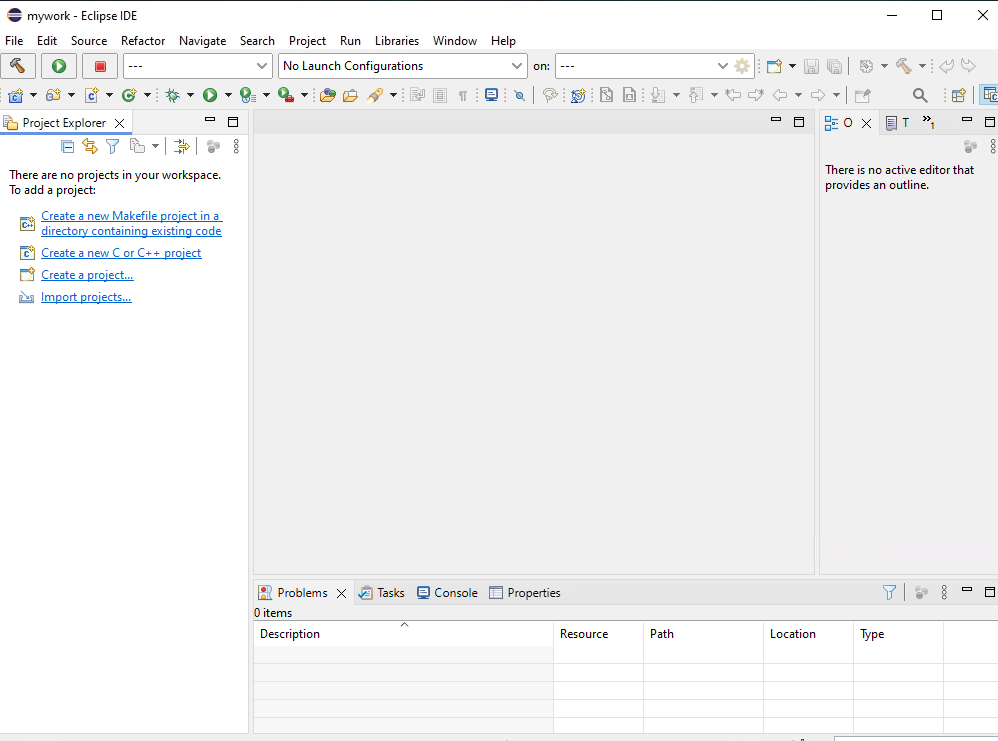 mywork - Eclipse IDE
File Edit Source Refactor Navigate Search Project Run Libraries Window Help
--- No Launch Configurations on: ---
Project Explorer
There are no projects in your workspace.
To add a project:
Create a new Makefile project in a
directory containing existing code
Create a new C or C++ project
Create a project...
Import projects...
O T »1
There is no active editor that
provides an outline.
Problems Tasks Console Properties
0 items
Description Resource Path Location Type